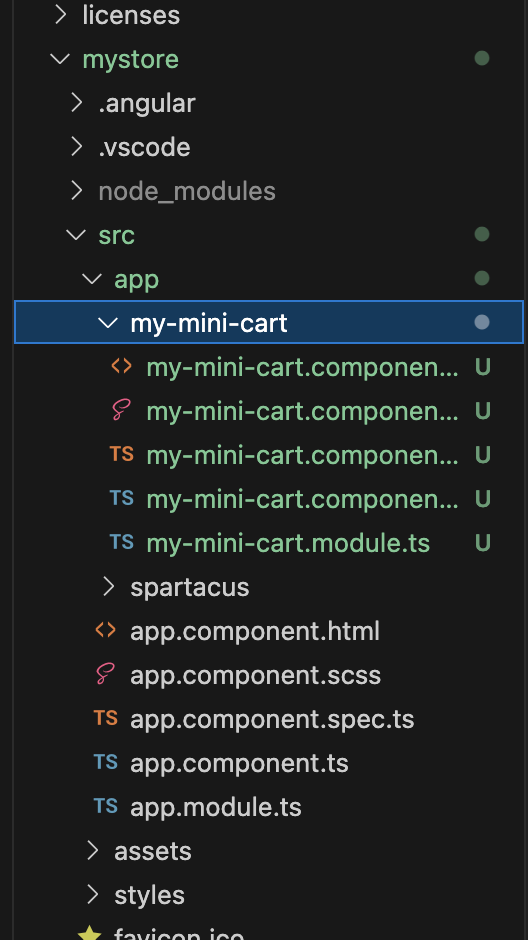 licenses
mystore
.angular
.vscode
node_modules
src
app
my-mini-cart
my-mini-cart.componen... U
my-mini-cart.componen... U
TS my-mini-cart.componen... U
TS my-mini-cart.componen... U
TS my-mini-cart.module.ts U
spartacus
app.component.html
app.component.scss
TS app.component.spec.ts
TS app.component.ts
TS app.module.ts
assets
styles
favicon.ico